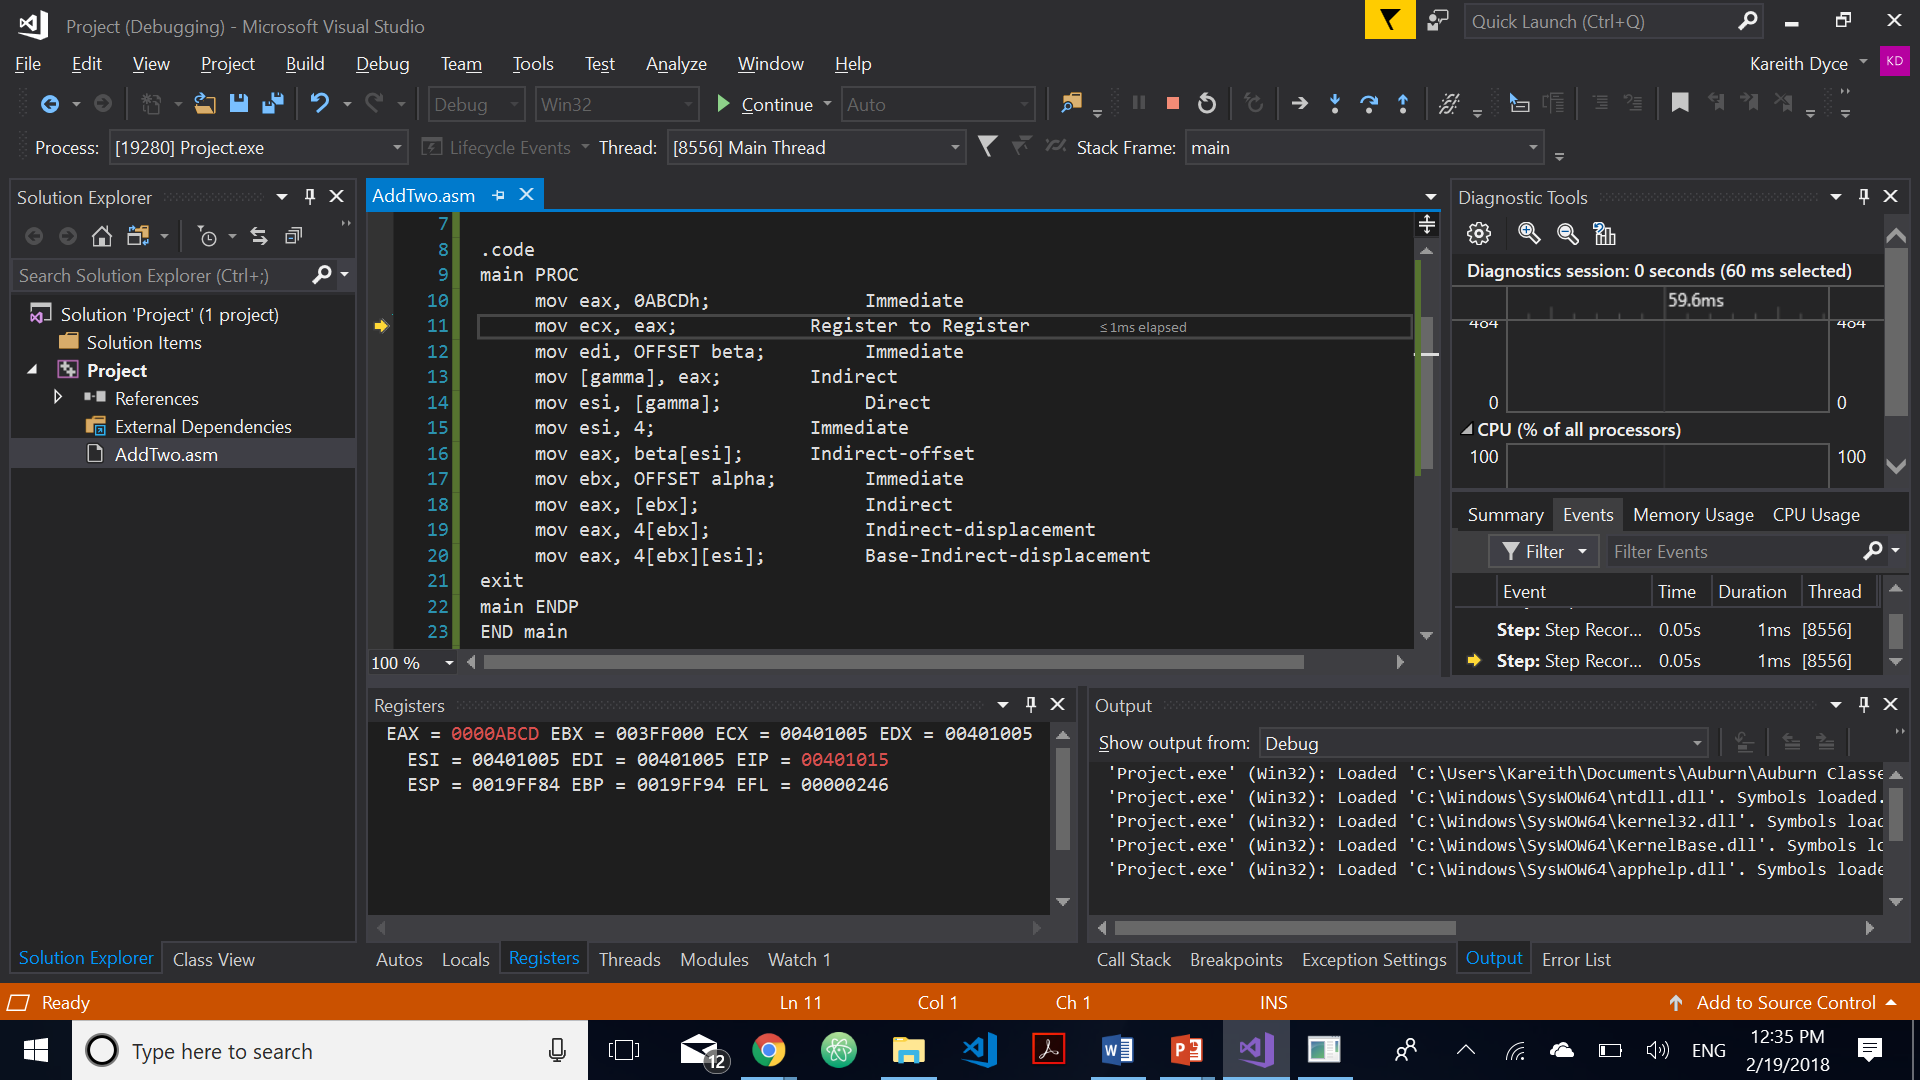 Project (Debugging) - Microsoft Visual Studio
Quick Launch (Ctrl+Q)
File Edit View Project Build Debug Team Tools Test Analyze Window Help
Kareith Dyce KD
Debug Win32 Continue Auto
Process: [19280] Project.exe Lifecycle Events Thread: [8556] Main Thread Stack Frame: main
Solution Explorer
Search Solution Explorer (Ctrl+;)
Solution 'Project' (1 project)
Solution Items
Project
References
External Dependencies
AddTwo.asm
Solution Explorer Class View
AddTwo.asm
7
8 .code
9 main PROC
10 mov eax, 0ABCDh; Immediate
11 mov ecx, eax; Register to Register ≤1ms elapsed
12 mov edi, OFFSET beta; Immediate
13 mov [gamma], eax; Indirect
14 mov esi, [gamma]; Direct
15 mov esi, 4; Immediate
16 mov eax, beta[esi]; Indirect-offset
17 mov ebx, OFFSET alpha; Immediate
18 mov eax, [ebx]; Indirect
19 mov eax, 4[ebx]; Indirect-displacement
20 mov eax, 4[ebx][esi]; Base-Indirect-displacement
21 exit
22 main ENDP
23 END main
100 %
Diagnostic Tools
Diagnostics session: 0 seconds (60 ms selected)
59.6ms
484 484
0 0
CPU (% of all processors)
100 100
Summary Events Memory Usage CPU Usage
Filter Filter Events
Event Time Duration Thread
Step: Step Recor... 0.05s 1ms [8556]
Step: Step Recor... 0.05s 1ms [8556]
Registers
EAX = 0000ABCD EBX = 003FF000 ECX = 00401005 EDX = 00401005
ESI = 00401005 EDI = 00401005 EIP = 00401015
ESP = 0019FF84 EBP = 0019FF94 EFL = 00000246
Autos Locals Registers Threads Modules Watch 1
Output
Show output from: Debug
'Project.exe' (Win32): Loaded 'C:\Users\Kareith\Documents\Auburn\Auburn Classe
'Project.exe' (Win32): Loaded 'C:\Windows\SysWOW64\ntdll.dll'. Symbols loaded.
'Project.exe' (Win32): Loaded 'C:\Windows\SysWOW64\kernel32.dll'. Symbols load
'Project.exe' (Win32): Loaded 'C:\Windows\SysWOW64\KernelBase.dll'. Symbols lo
'Project.exe' (Win32): Loaded 'C:\Windows\SysWOW64\apphelp.dll'. Symbols loade
Call Stack Breakpoints Exception Settings Output Error List
Ready Ln 11 Col 1 Ch 1 INS Add to Source Control
Type here to search
12
ENG
12:35 PM
2/19/2018